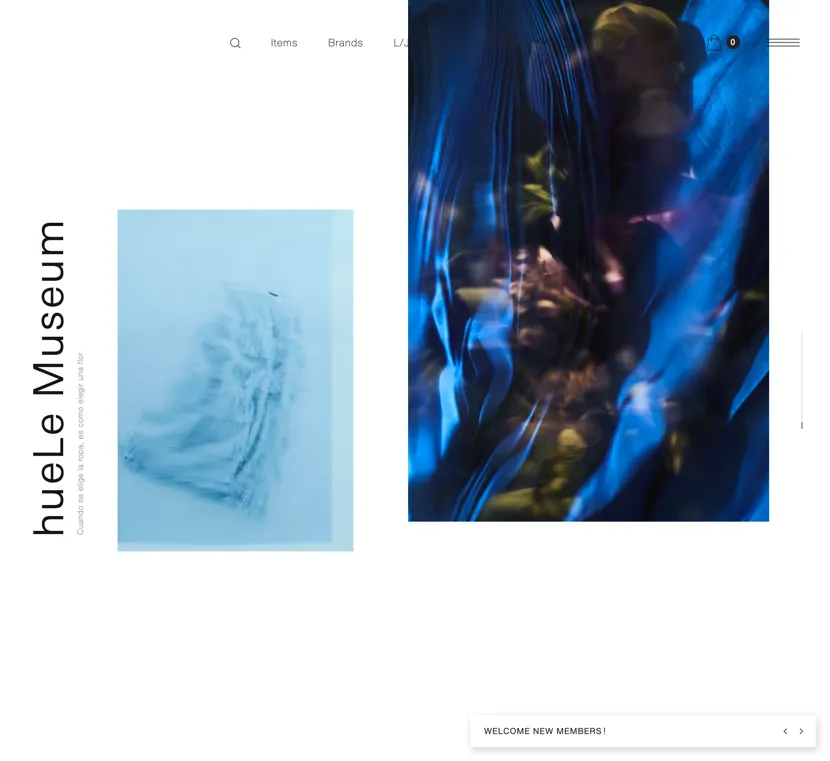 Items
Brands
L/J
0
hueLe Museum
Cuando se elige la ropa, es como elegir una flor
WELCOME NEW MEMBERS!